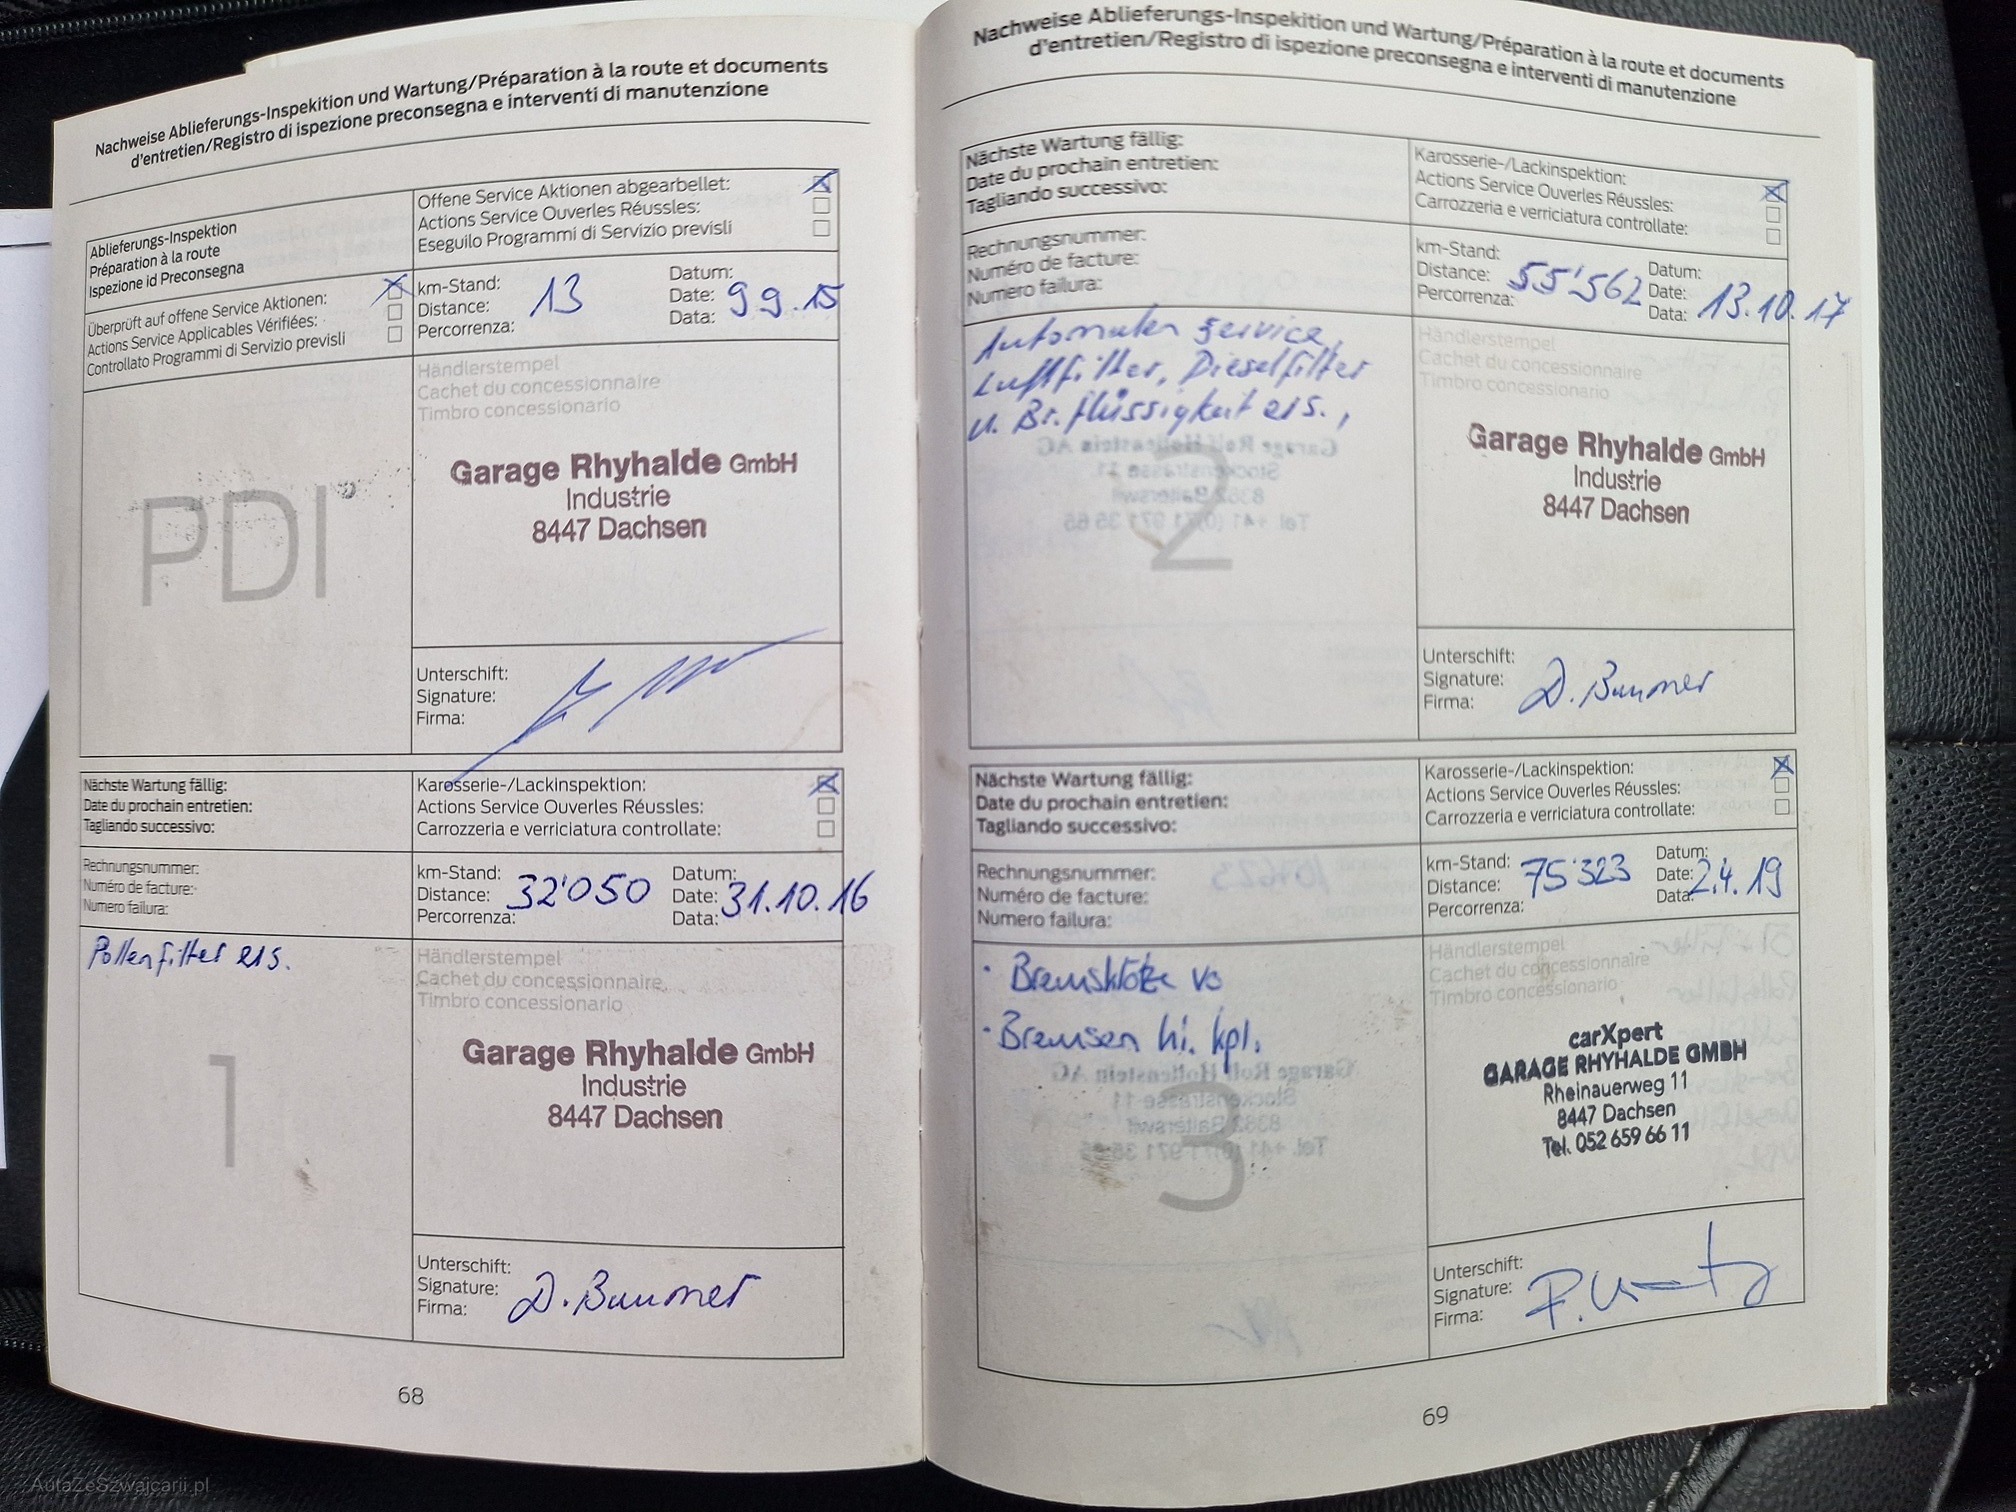 Nachweise Ablieferungs-Inspekition und Wartung/Préparation à la route et documents
d'entretien/Registro di ispezione preconsegna e interventi di manutenzione
Ablieferungs-Inspektion
Préparation à la route
Ispezione id Preconsegna
Offene Service Aktionen abgearbellet:
Actions Service Ouverles Réussles:
Eseguilo Programmi di Servizio previsli
Überprüft auf offene Service Aktionen:
Actions Service Applicables Vérifiées:
Controllato Programmi di Servizio previsli
km-Stand:
Distance: 13
Percorrenza:
Datum:
Date: 9 9.15
Data:
PDI
Händlerstempel
Cachet du concessionnaire
Timbro concessionario
Garage Rhyhalde GmbH
Industrie
8447 Dachsen
Unterschift:
Signature:
Firma:
Nächste Wartung fällig:
Date du prochain entretien:
Tagliando successivo:
Karosserie-/Lackinspektion:
Actions Service Ouverles Réussles:
Carrozzeria e verriciatura controllate:
Rechnungsnummer:
Numéro de facture:
Numero failura:
km-Stand:
Distance: 32'050
Percorrenza:
Datum:
Date: 31.10.16
Data:
Pollenfilter ers.
1
Händlerstempel
Cachet du concessionnaire
Timbro concessionario
Garage Rhyhalde GmbH
Industrie
8447 Dachsen
Unterschift:
Signature: D. Bummer
Firma:
68
Nachweise Ablieferungs-Inspekition und Wartung/Préparation à la route et documents
d'entretien/Registro di ispezione preconsegna e interventi di manutenzione
Nächste Wartung fällig:
Date du prochain entretien:
Tagliando successivo:
Karosserie-/Lackinspektion:
Actions Service Ouverles Réussles:
Carrozzeria e verriciatura controllate:
Rechnungsnummer:
Numéro de facture:
Numero failura:
km-Stand:
Distance: 55'562
Percorrenza:
Datum:
Date: 13.10.17
Data:
Automaten Service,
Luftfilter, Dieselfilter
u. Br.flüssigkeit ers.,
2
Händlerstempel
Cachet du concessionnaire
Timbro concessionario
Garage Rhyhalde GmbH
Industrie
8447 Dachsen
Unterschift:
Signature: D. Bummer
Firma:
Nächste Wartung fällig:
Date du prochain entretien:
Tagliando successivo:
Karosserie-/Lackinspektion:
Actions Service Ouverles Réussles:
Carrozzeria e verriciatura controllate:
Rechnungsnummer:
Numéro de facture:
Numero failura:
km-Stand:
Distance: 75'323
Percorrenza:
Datum:
Date: 2.4.19
Data:
· Bremsklötze vo
· Bremsen hi. kpl.
3
Händlerstempel
Cachet du concessionnaire
Timbro concessionario
carXpert
GARAGE RHYHALDE GMBH
Rheinauerweg 11
8447 Dachsen
Tel. 052 659 66 11
Unterschift:
Signature:
Firma:
69
AutaZeSzwajcarii.pl